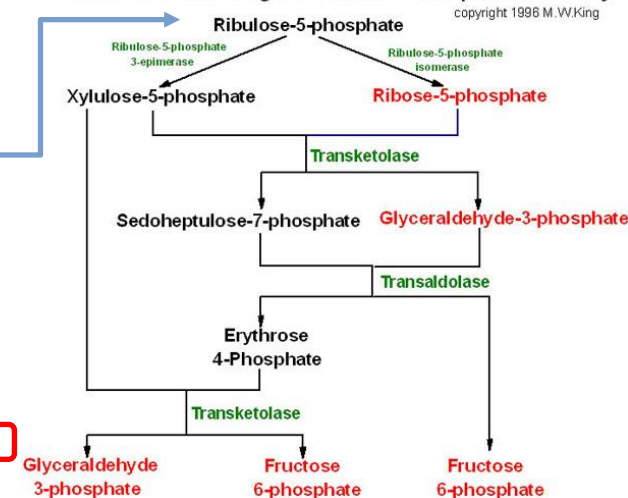 copyright 1996 M.W.King
Ribulose-5-phosphate
Ribulose-5-phosphate
3-epimerase
Ribulose-5-phosphate
isomerase
Xylulose-5-phosphate
Ribose-5-phosphate
Transketolase
Sedoheptulose-7-phosphate
Glyceraldehyde-3-phosphate
Transaldolase
Erythrose
4-Phosphate
Transketolase
Glyceraldehyde
3-phosphate
Fructose
6-phosphate
Fructose
6-phosphate